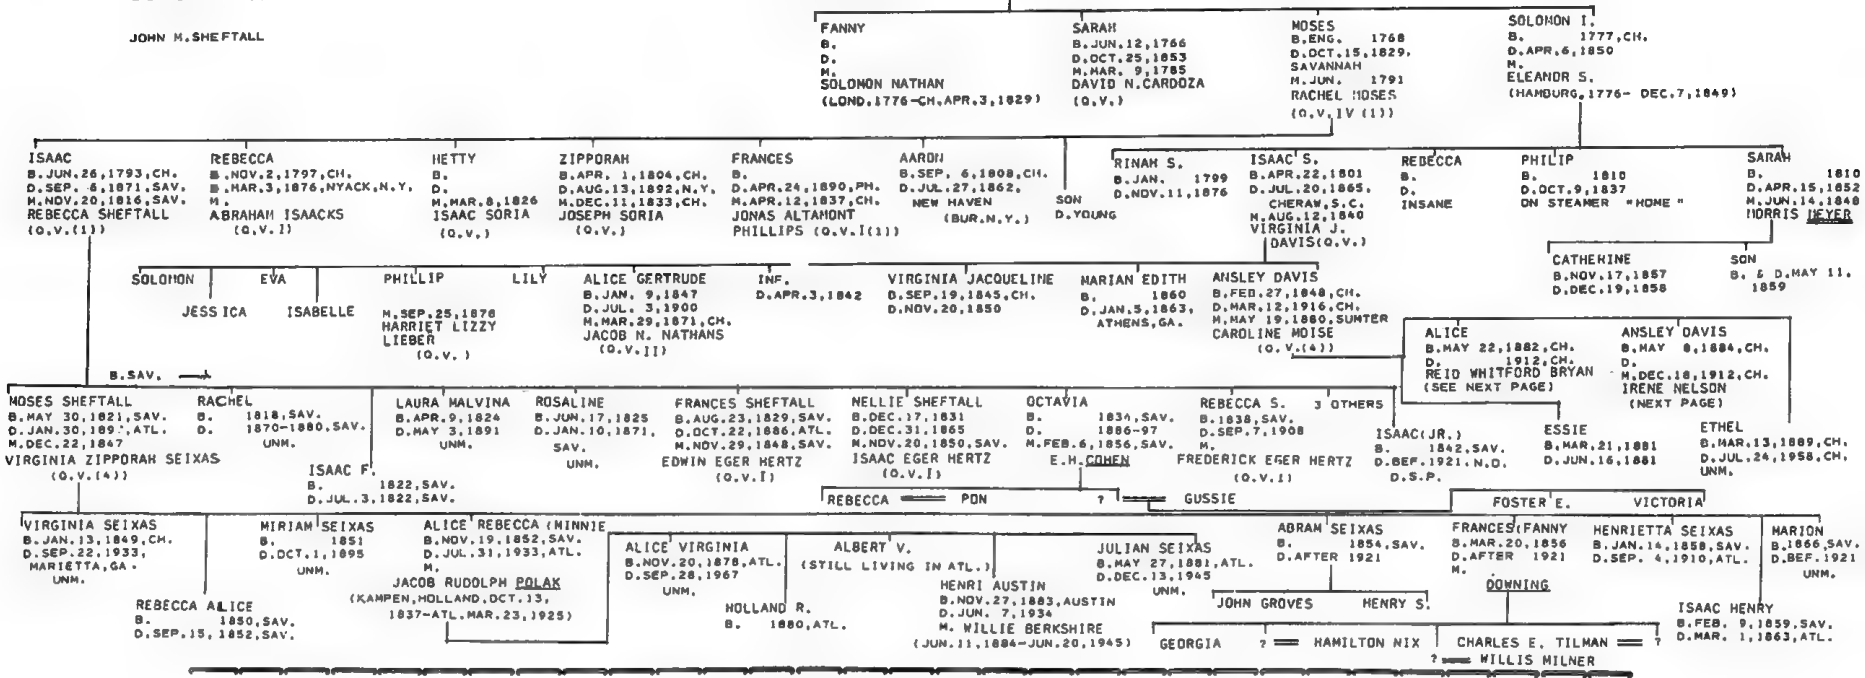 JOHN M.SHEFTALL
FANNY
B.
D.
M.
SOLOMON NATHAN
(LOND.1776-CH.APR.3,1829)
SARAH
B.JUN.12,1766
D.OCT.25,1853
M.MAR. 9,1785
DAVID N.CARDOZA
(Q.V.)
MOSES
B.ENG. 1768
D.OCT.15,1829,
SAVANNAH
M.JUN. 1791
RACHEL MOSES
(Q.V.IV(1))
SOLOMON I.
B. 1777,CH.
D.APR.6,1850
M.
ELEANOR S.
(HAMBURG,1776- DEC.7,1849)
ISAAC
B.JUN.26,1793,CH.
D.SEP. 6,1871,SAV.
M.NOV.20,1816,SAV.
REBECCA SHEFTALL
(Q.V.(1))
REBECCA
B.NOV.2,1797,CH.
D.MAR.3,1876,NYACK,N.Y.
M.
ABRAHAM ISAACKS
(Q.V.I)
HETTY
B.
D.
M.MAR.8,1826
ISAAC SORIA
(Q.V.)
ZIPPORAH
B.APR. 1,1804,CH.
D.AUG.13,1892,N.Y.
M.DEC.11,1833,CH.
JOSEPH SORIA
(Q.V.)
FRANCES
B.
D.APR.24,1890,PH.
M.APR.12,1837,CH.
JONAS ALTAMONT
PHILLIPS (Q.V.I(1))
AARON
B.SEP. 6,1808,CH.
D.JUL.27,1862,
NEW HAVEN
(BUR.N.Y.)
SON
D.YOUNG
RINAH S.
B.JAN. 1799
D.NOV.11,1876
ISAAC S.
B.APR.22,1801
D.JUL.20,1865,
CHERAW,S.C.
M.AUG.12,1840
VIRGINIA J.
DAVIS(Q.V.)
REBECCA
B.
D.
INSANE
PHILIP
B. 1810
D.OCT.9,1837
ON STEAMER "HOME"
SARAH
B. 1810
D.APR.15,1852
M.JUN.14,1848
MORRIS MEYER
SOLOMON
JESSICA
EVA
ISABELLE
PHILLIP
M.SEP.25,1878
HARRIET LIZZY
LIEBER
(Q.V.)
LILY
ALICE GERTRUDE
B.JAN. 9,1847
D.JUL. 3,1900
M.MAR.29,1871,CH.
JACOB N. NATHANS
(Q.V.II)
INF.
D.APR.3,1842
VIRGINIA JACQUELINE
D.SEP.19,1845,CH.
D.NOV.20,1850
MARIAN EDITH
B. 1860
D.JAN.5,1863,
ATHENS,GA.
ANSLEY DAVIS
B.FEB.27,1848,CH.
D.MAR.12,1916,CH.
M.MAY 19,1880,SUMTER
CAROLINE MOISE
(Q.V.(4))
CATHERINE
B.NOV.17,1857
D.DEC.19,1858
SON
B. & D.MAY 11,
1859
ALICE
B.MAY 22,1882,CH.
D. 1912,CH.
REID WHITFORD BRYAN
(SEE NEXT PAGE)
ANSLEY DAVIS
B.MAY 8,1884,CH.
D.
M.DEC.18,1912,CH.
IRENE NELSON
(NEXT PAGE)
B.SAV.
MOSES SHEFTALL
B.MAY 30,1821,SAV.
D.JAN.30,189 ,ATL.
M.DEC.22,1847
VIRGINIA ZIPPORAH SEIXAS
(Q.V.(4))
RACHEL
B. 1818,SAV.
D. 1870-1880,SAV.
UNM.
ISAAC F.
B. 1822,SAV.
D.JUL.3,1822,SAV.
LAURA MALVINA
B.APR.9,1824
D.MAY 3,1891
UNM.
ROSALINE
B.JUN.17,1825
D.JAN.10,1871,
SAV.
UNM.
FRANCES SHEFTALL
B.AUG.23,1829,SAV.
D.OCT.22,1886,ATL.
M.NOV.29,1848,SAV.
EDWIN EGER HERTZ
(Q.V.I)
NELLIE SHEFTALL
B.DEC.17,1831
D.DEC.31,1865
M.NOV.20,1850,SAV.
ISAAC EGER HERTZ
(Q.V.I)
OCTAVIA
B. 1834,SAV.
D. 1886-97
M.FEB.6,1856,SAV.
E.H.COHEN
REBECCA S.
B.1838,SAV.
D.SEP.7,1908
M.
FREDERICK EGER HERTZ
(Q.V.I)
3 OTHERS
ISAAC(JR.)
B. 1842,SAV.
D.BEF.1921,N.O.
D.S.P.
ESSIE
B.MAR.21,1881
D.JUN.16,1881
ETHEL
B.MAR.13,1889,CH.
D.JUL.24,1958,CH.
UNM.
REBECCA PON
? GUSSIE
FOSTER E.
VICTORIA
VIRGINIA SEIXAS
B.JAN.13,1849,CH.
D.SEP.22,1933,
MARIETTA,GA.
UNM.
REBECCA ALICE
B. 1850,SAV.
D.SEP.15,1852,SAV.
MIRIAM SEIXAS
B. 1851
D.OCT.1,1895
UNM.
ALICE REBECCA(MINNIE
B.NOV.19,1852,SAV.
D.JUL.31,1933,ATL.
M.
JACOB RUDOLPH POLAK
(KAMPEN,HOLLAND,OCT.13,
1837-ATL.MAR.23,1925)
ALICE VIRGINIA
B.NOV.20,1878,ATL.
D.SEP.28,1967
UNM.
HOLLAND R.
B. 1880,ATL.
ALBERT V.
(STILL LIVING IN ATL.)
HENRI AUSTIN
B.NOV.27,1883,AUSTIN
D.JUN. 7,1934
M. WILLIE BERKSHIRE
(JUN.11,1884-JUN.20,1945)
JULIAN SEIXAS
B.MAY 27,1881,ATL.
D.DEC.13,1945
UNM.
ABRAM SEIXAS
B. 1854,SAV.
D.AFTER 1921
JOHN GROVES
HENRY S.
FRANCES(FANNY
B.MAR.20,1856
D.AFTER 1921
M.
DOWNING
HENRIETTA SEIXAS
B.JAN.14,1858,SAV.
D.SEP. 4,1910,ATL.
MARION
B.1866,SAV.
D.BEF.1921
UNM.
ISAAC HENRY
B.FEB. 9,1859,SAV.
D.MAR. 1,1863,ATL.
GEORGIA
? HAMILTON NIX
CHARLES E. TILMAN ?
? WILLIS MILNER